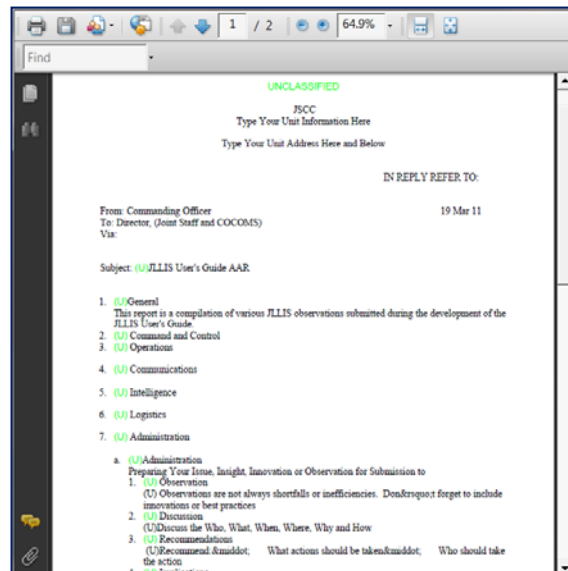 1 / 2 64.9%
Find
UNCLASSIFIED
JSCC
Type Your Unit Information Here
Type Your Unit Address Here and Below
IN REPLY REFER TO:
From: Commanding Officer 19 Mar 11
To: Director, (Joint Staff and COCOMS)
Via:
Subject: (U)JLLIS User's Guide AAR
1. (U)General
This report is a compilation of various JLLIS observations submitted during the development of the
JLLIS User's Guide.
2. (U) Command and Control
3. (U) Operations
4. (U) Communications
5. (U) Intelligence
6. (U) Logistics
7. (U) Administration
a. (U)Administration
Preparing Your Issue, Insight, Innovation or Observation for Submission to
1. (U) Observation
(U) Observations are not always shortfalls or inefficiencies. Don&rsquo;t forget to include
innovations or best practices
2. (U) Discussion
(U)Discuss the Who, What, When, Where, Why and How
3. (U) Recommendations
(U)Recommend:&middot; What actions should be taken&middot; Who should take
the action
4. (U) Implications